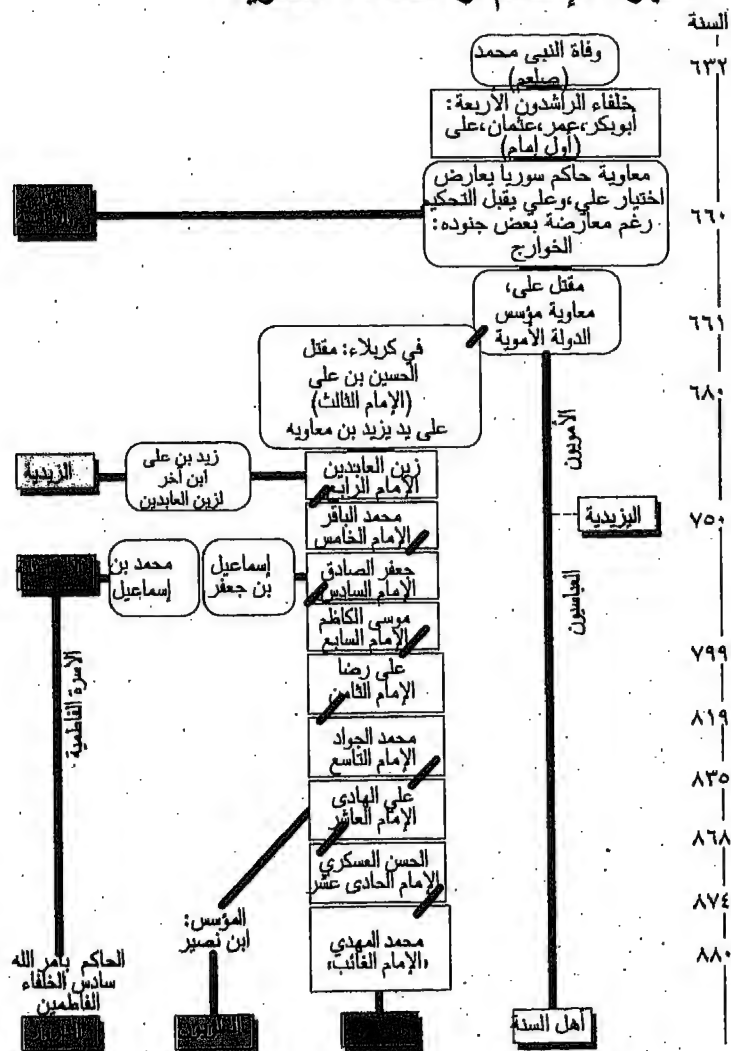 السنة
٦٣٢
وفاة النبى محمد
(صلعم)
خلفاء الراشدون الأربعة:
أبوبكر،عمر،عثمان،على
(أول إمام)
معاوية حاكم سوريا يعارض
اختيار علي،وعلي يقبل التحكيم
رغم معارضة بعض جنوده:
الخوارج
٦٦٠
مقتل على،
معاوية مؤسس
الدولة الأموية
٦٦١
في كربلاء: مقتل
الحسين بن على
(الإمام الثالث)
على يد يزيد بن معاويه
٦٨٠
الأمويون
زين العابدين
الإمام الرابع
زيد بن على
ابن آخر
لزين العابدين
الزيدية
محمد الباقر
الإمام الخامس
اليزيدية
٧٥٠
جعفر الصادق
الإمام السادس
إسماعيل
بن جعفر
محمد بن
إسماعيل
العباسيون
موسى الكاظم
الإمام السابع
٧٩٩
الاسرة الفاطمية
على رضا
الإمام الثامن
٨١٩
محمد الجواد
الإمام التاسع
٨٣٥
علي الهادى
الإمام العاشر
٨٦٨
الحسن العسكري
الإمام الحادى عشر
٨٧٤
محمد المهدي
«الإمام الغائب»
٨٨٠
المؤسس:
ابن نصير
الحاكم بامر الله
سادس الخلفاء
الفاطمين
أهل السنة